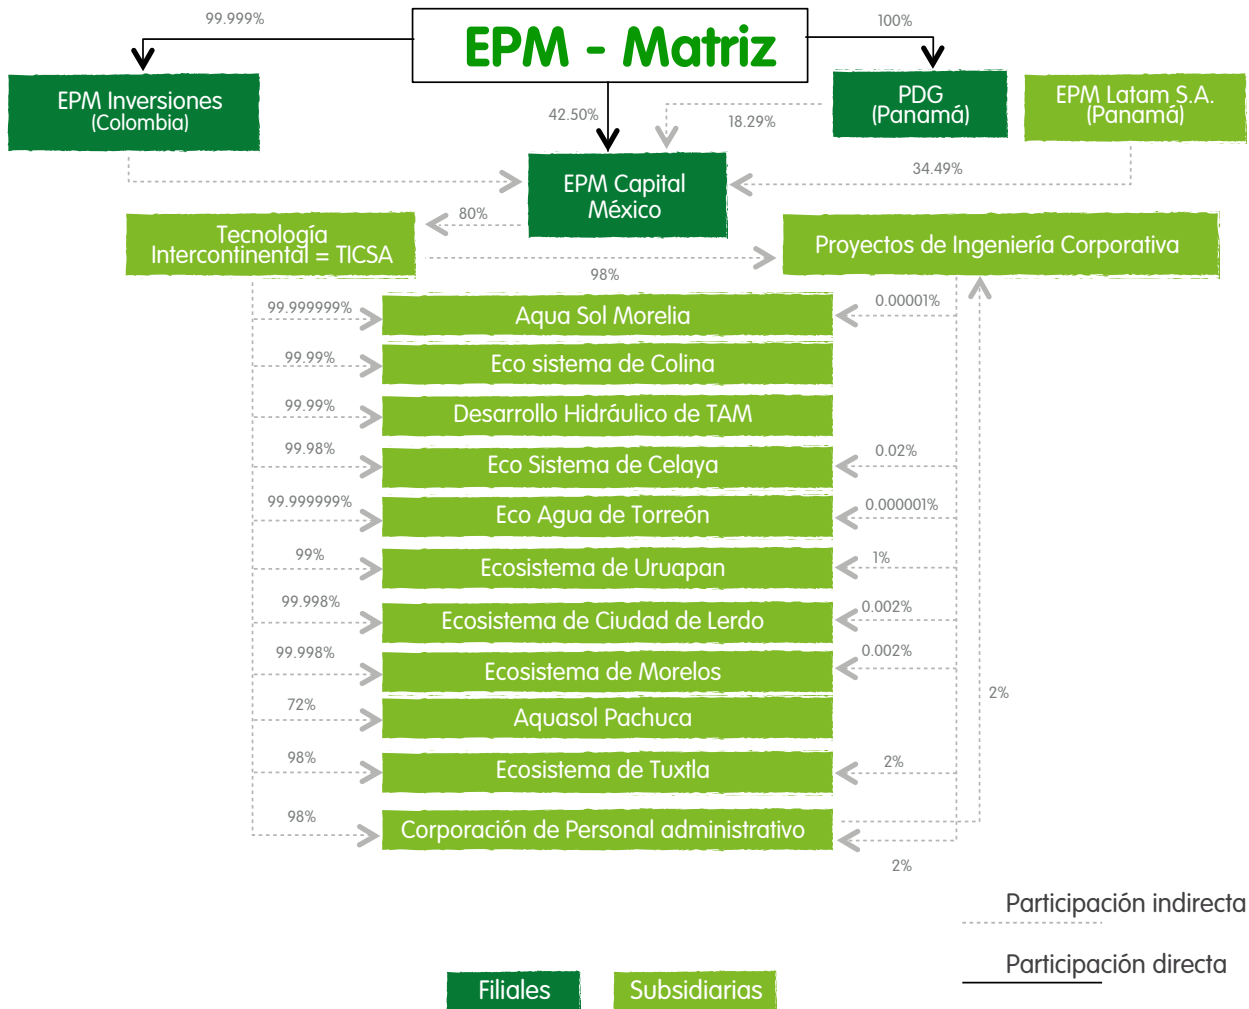 99.999%
EPM - Matriz
100%
EPM Inversiones
(Colombia)
42.50%
18.29%
PDG
(Panamá)
EPM Latam S.A.
(Panamá)
34.49%
EPM Capital
México
80%
Tecnología
Intercontinental = TICSA
98%
Proyectos de Ingeniería Corporativa
99.999999%
Aqua Sol Morelia
0.00001%
99.99%
Eco sistema de Colina
99.99%
Desarrollo Hidráulico de TAM
99.98%
Eco Sistema de Celaya
0.02%
99.999999%
Eco Agua de Torreón
0.000001%
99%
Ecosistema de Uruapan
1%
99.998%
Ecosistema de Ciudad de Lerdo
0.002%
99.998%
Ecosistema de Morelos
0.002%
72%
Aquasol Pachuca
2%
98%
Ecosistema de Tuxtla
2%
98%
Corporación de Personal administrativo
2%
Participación indirecta
Participación directa
Filiales
Subsidiarias